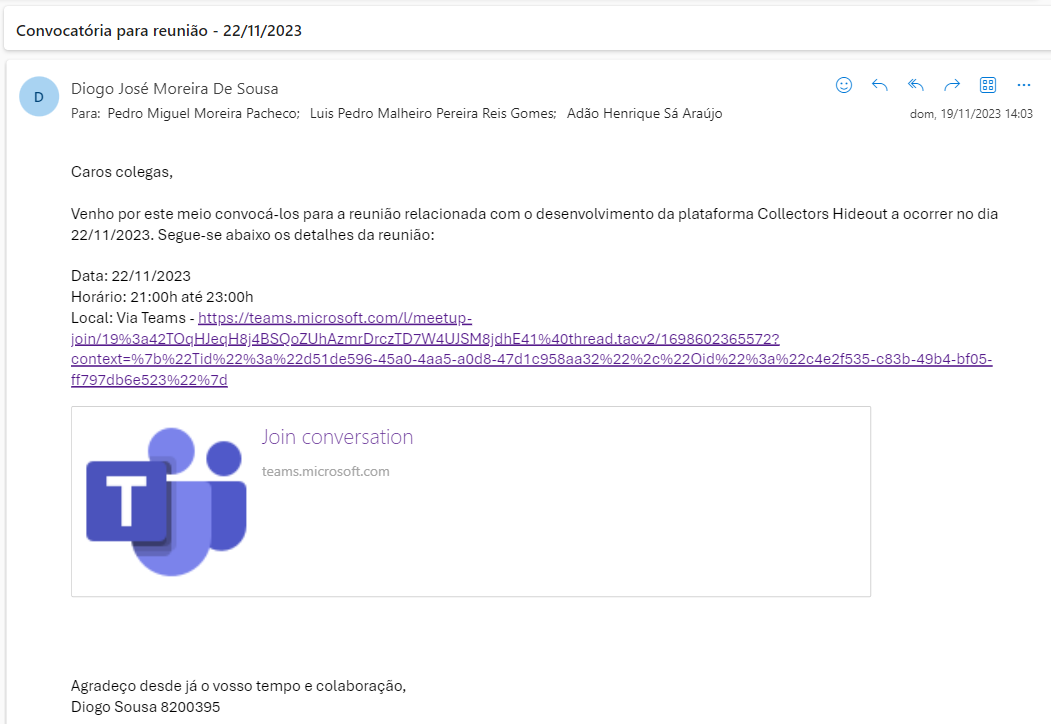 Convocatória para reunião - 22/11/2023
D
Diogo José Moreira De Sousa
Para: Pedro Miguel Moreira Pacheco; Luis Pedro Malheiro Pereira Reis Gomes; Adão Henrique Sá Araújo
dom, 19/11/2023 14:03
Caros colegas,
Venho por este meio convocá-los para a reunião relacionada com o desenvolvimento da plataforma Collectors Hideout a ocorrer no dia
22/11/2023. Segue-se abaixo os detalhes da reunião:
Data: 22/11/2023
Horário: 21:00h até 23:00h
Local: Via Teams - https://teams.microsoft.com/l/meetup-
join/19%3a42TOqHJeqH8j4BSQoZUhAzmrDrczTD7W4UJSM8jdhE41%40thread.tacv2/1698602365572?
context=%7b%22Tid%22%3a%22d51de596-45a0-4aa5-a0d8-47d1c958aa32%22%2c%22Oid%22%3a%22c4e2f535-c83b-49b4-bf05-
ff797db6e523%22%7d
T
Join conversation
teams.microsoft.com
Agradeço desde já o vosso tempo e colaboração,
Diogo Sousa 8200395